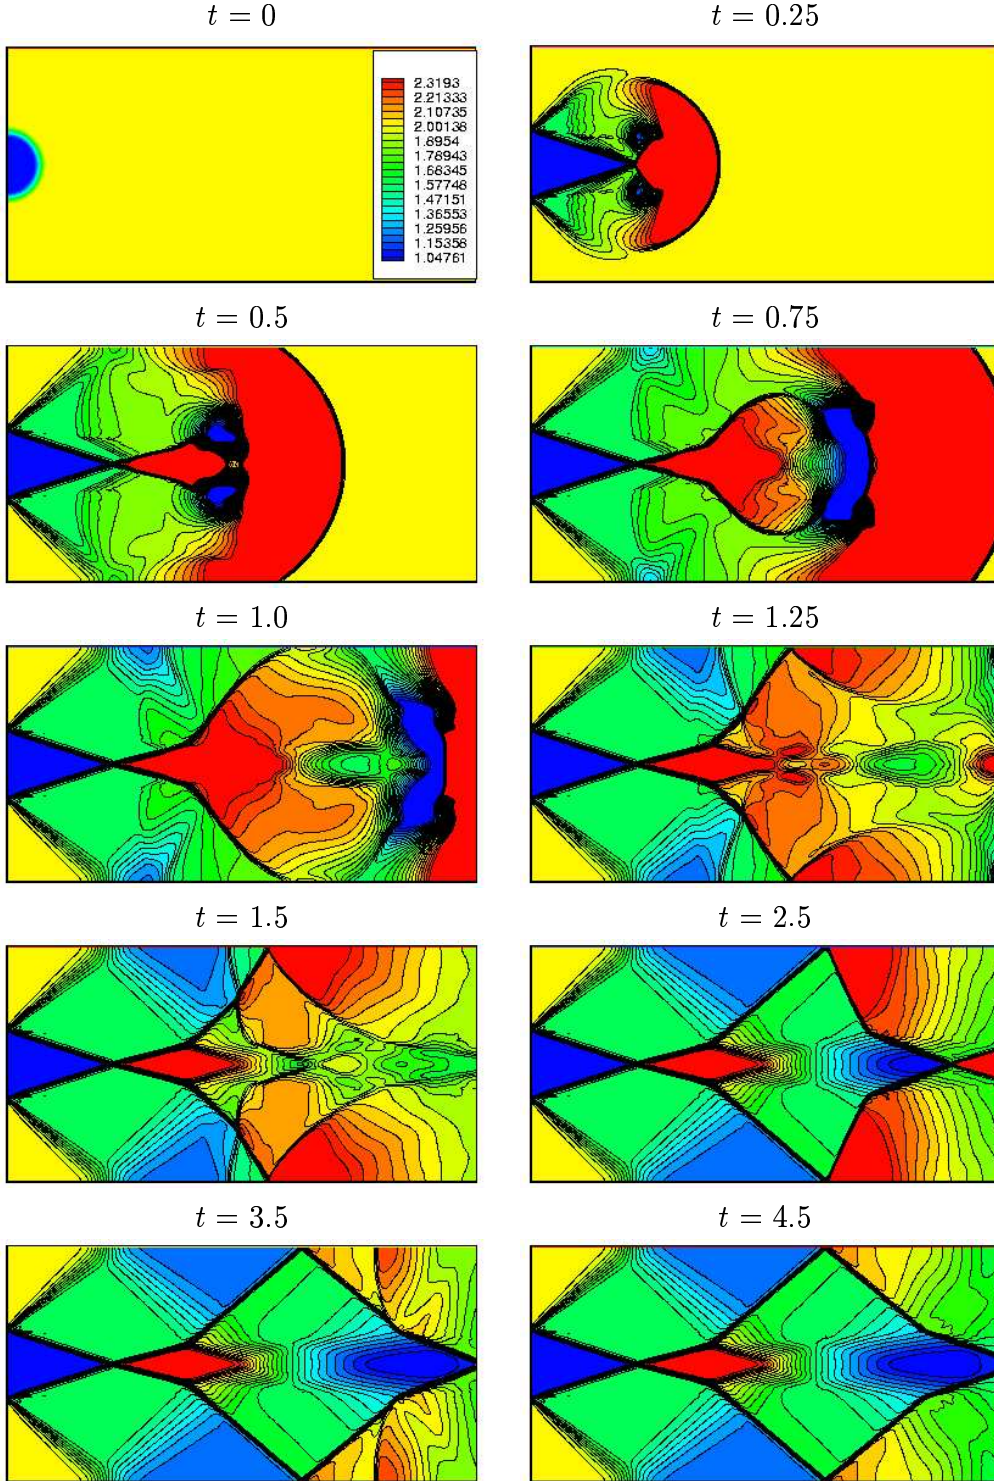 t = 0
t = 0.25
2.3193
2.21333
2.10735
2.00138
1.8954
1.78943
1.68345
1.57748
1.47151
1.36553
1.25956
1.15358
1.04761
t = 0.5
t = 0.75
t = 1.0
t = 1.25
t = 1.5
t = 2.5
t = 3.5
t = 4.5